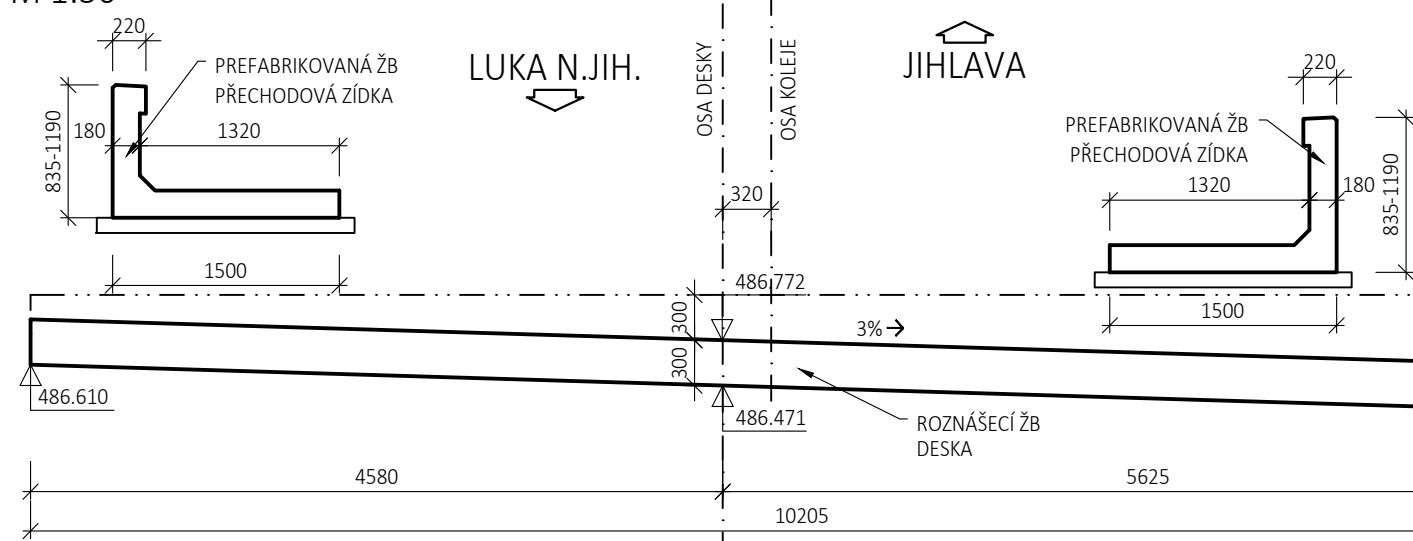 M 1:50
220
PREFABRIKOVANÁ ŽB
PŘECHODOVÁ ZÍDKA
180
1320
835-1190
1500
LUKA N.JIH.
OSA DESKY
OSA KOLEJE
JIHLAVA
320
220
PREFABRIKOVANÁ ŽB
PŘECHODOVÁ ZÍDKA
1320
180
835-1190
1500
486.772
300
300
3%
486.610
486.471
ROZNÁŠECÍ ŽB
DESKA
4580
5625
10205